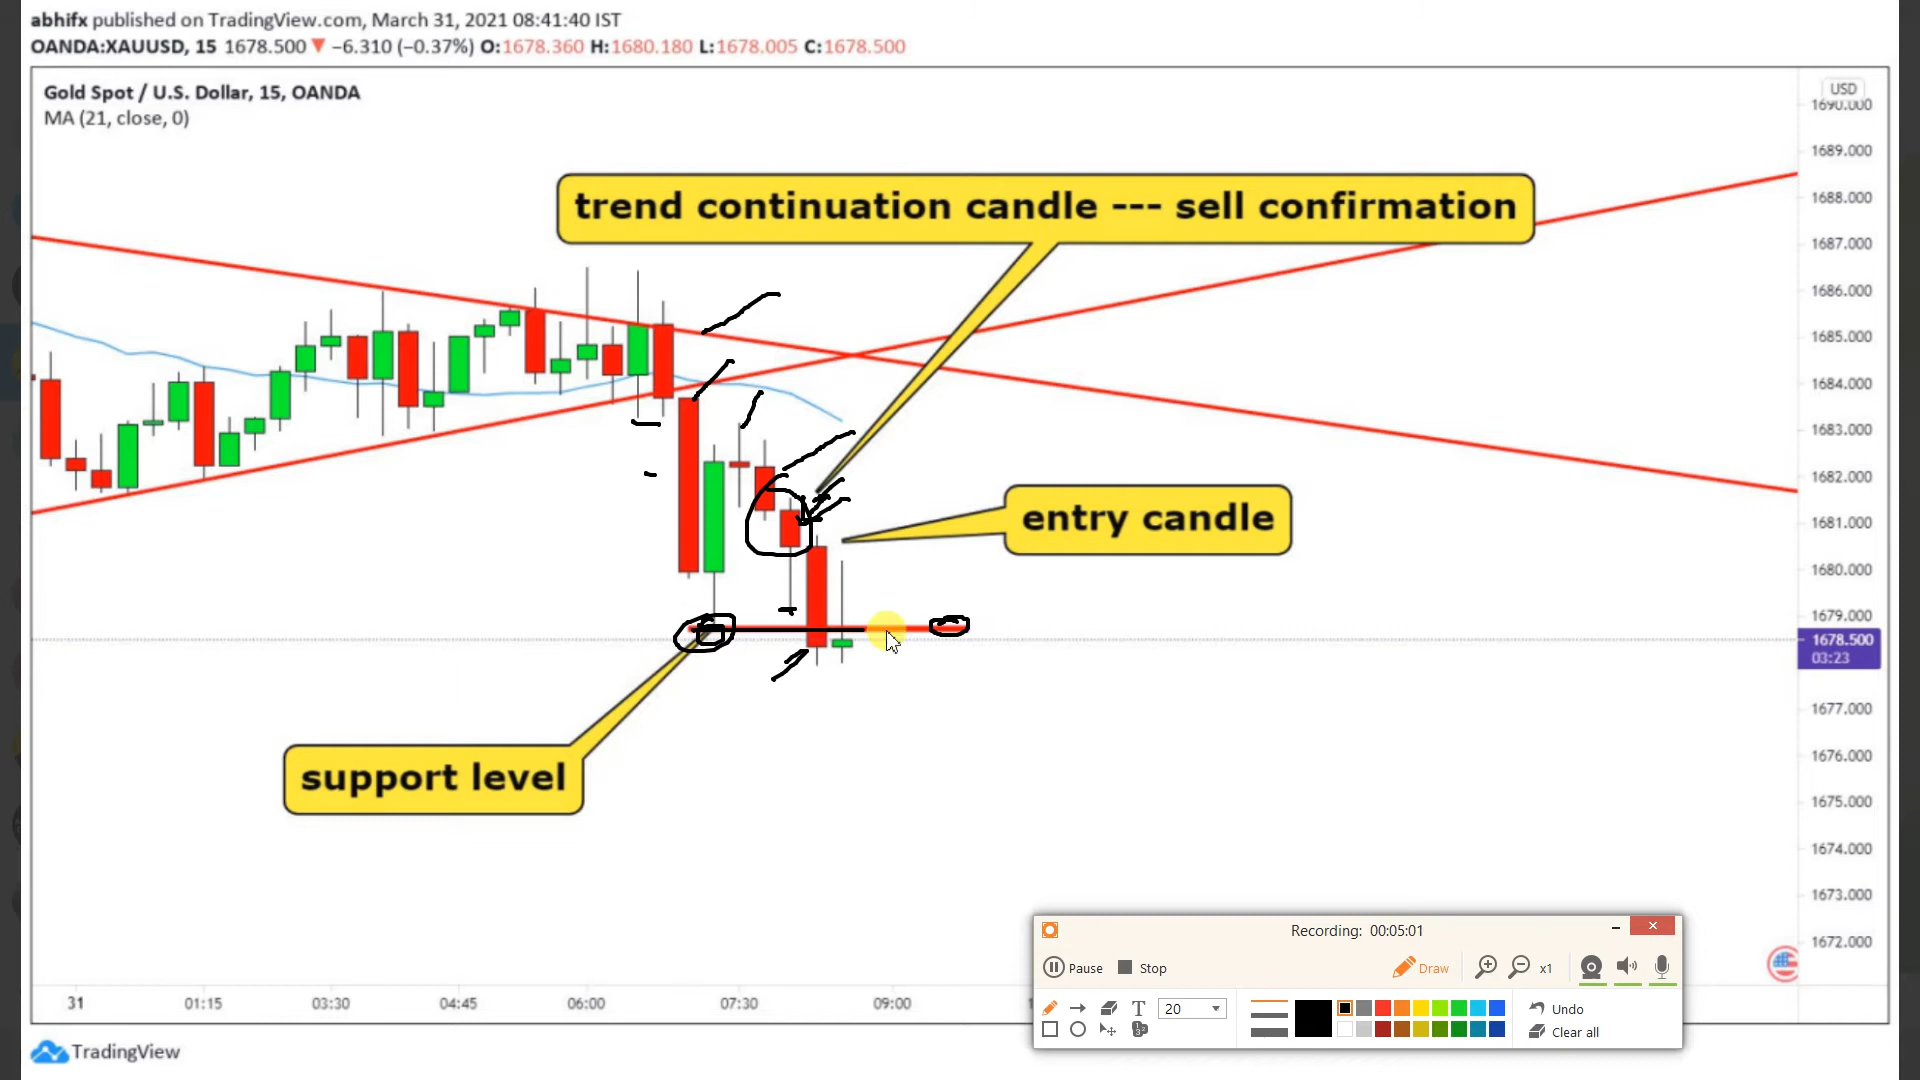 abhifx published on TradingView.com, March 31, 2021 08:41:40 IST
OANDA:XAUUSD, 15 1678.500 ▼ −6.310 (−0.37%) O:1678.360 H:1680.180 L:1678.005 C:1678.500
Gold Spot / U.S. Dollar, 15, OANDA
MA (21, close, 0)
USD
1690.000
1689.000
1688.000
1687.000
1686.000
1685.000
1684.000
1683.000
1682.000
1681.000
1680.000
1679.000
1678.500
03:23
1677.000
1676.000
1675.000
1674.000
1673.000
1672.000
trend continuation candle --- sell confirmation
entry candle
support level
31
01:15
03:30
04:45
06:00
07:30
09:00
Recording: 00:05:01
Pause
Stop
Draw
x1
T
20
Undo
Clear all
TradingView